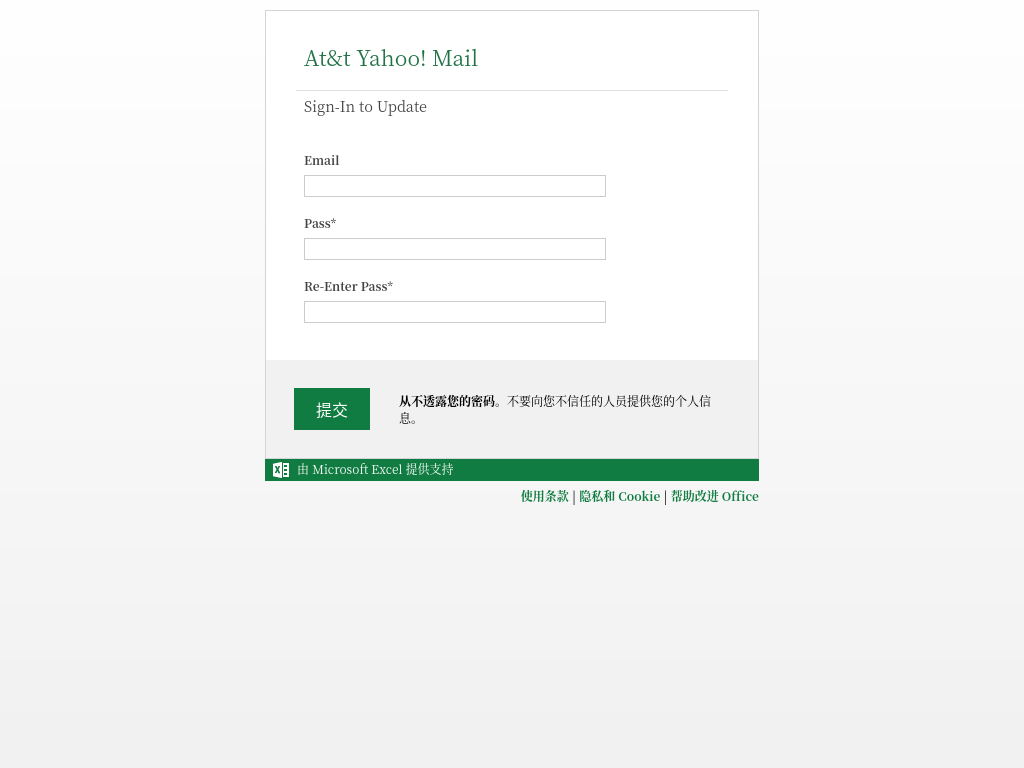 At&t Yahoo! Mail
Sign-In to Update
Email
Pass*
Re-Enter Pass*
提交
从不透露您的密码。不要向您不信任的人员提供您的个人信
息。
由 Microsoft Excel 提供支持
使用条款 | 隐私和 Cookie | 帮助改进 Office